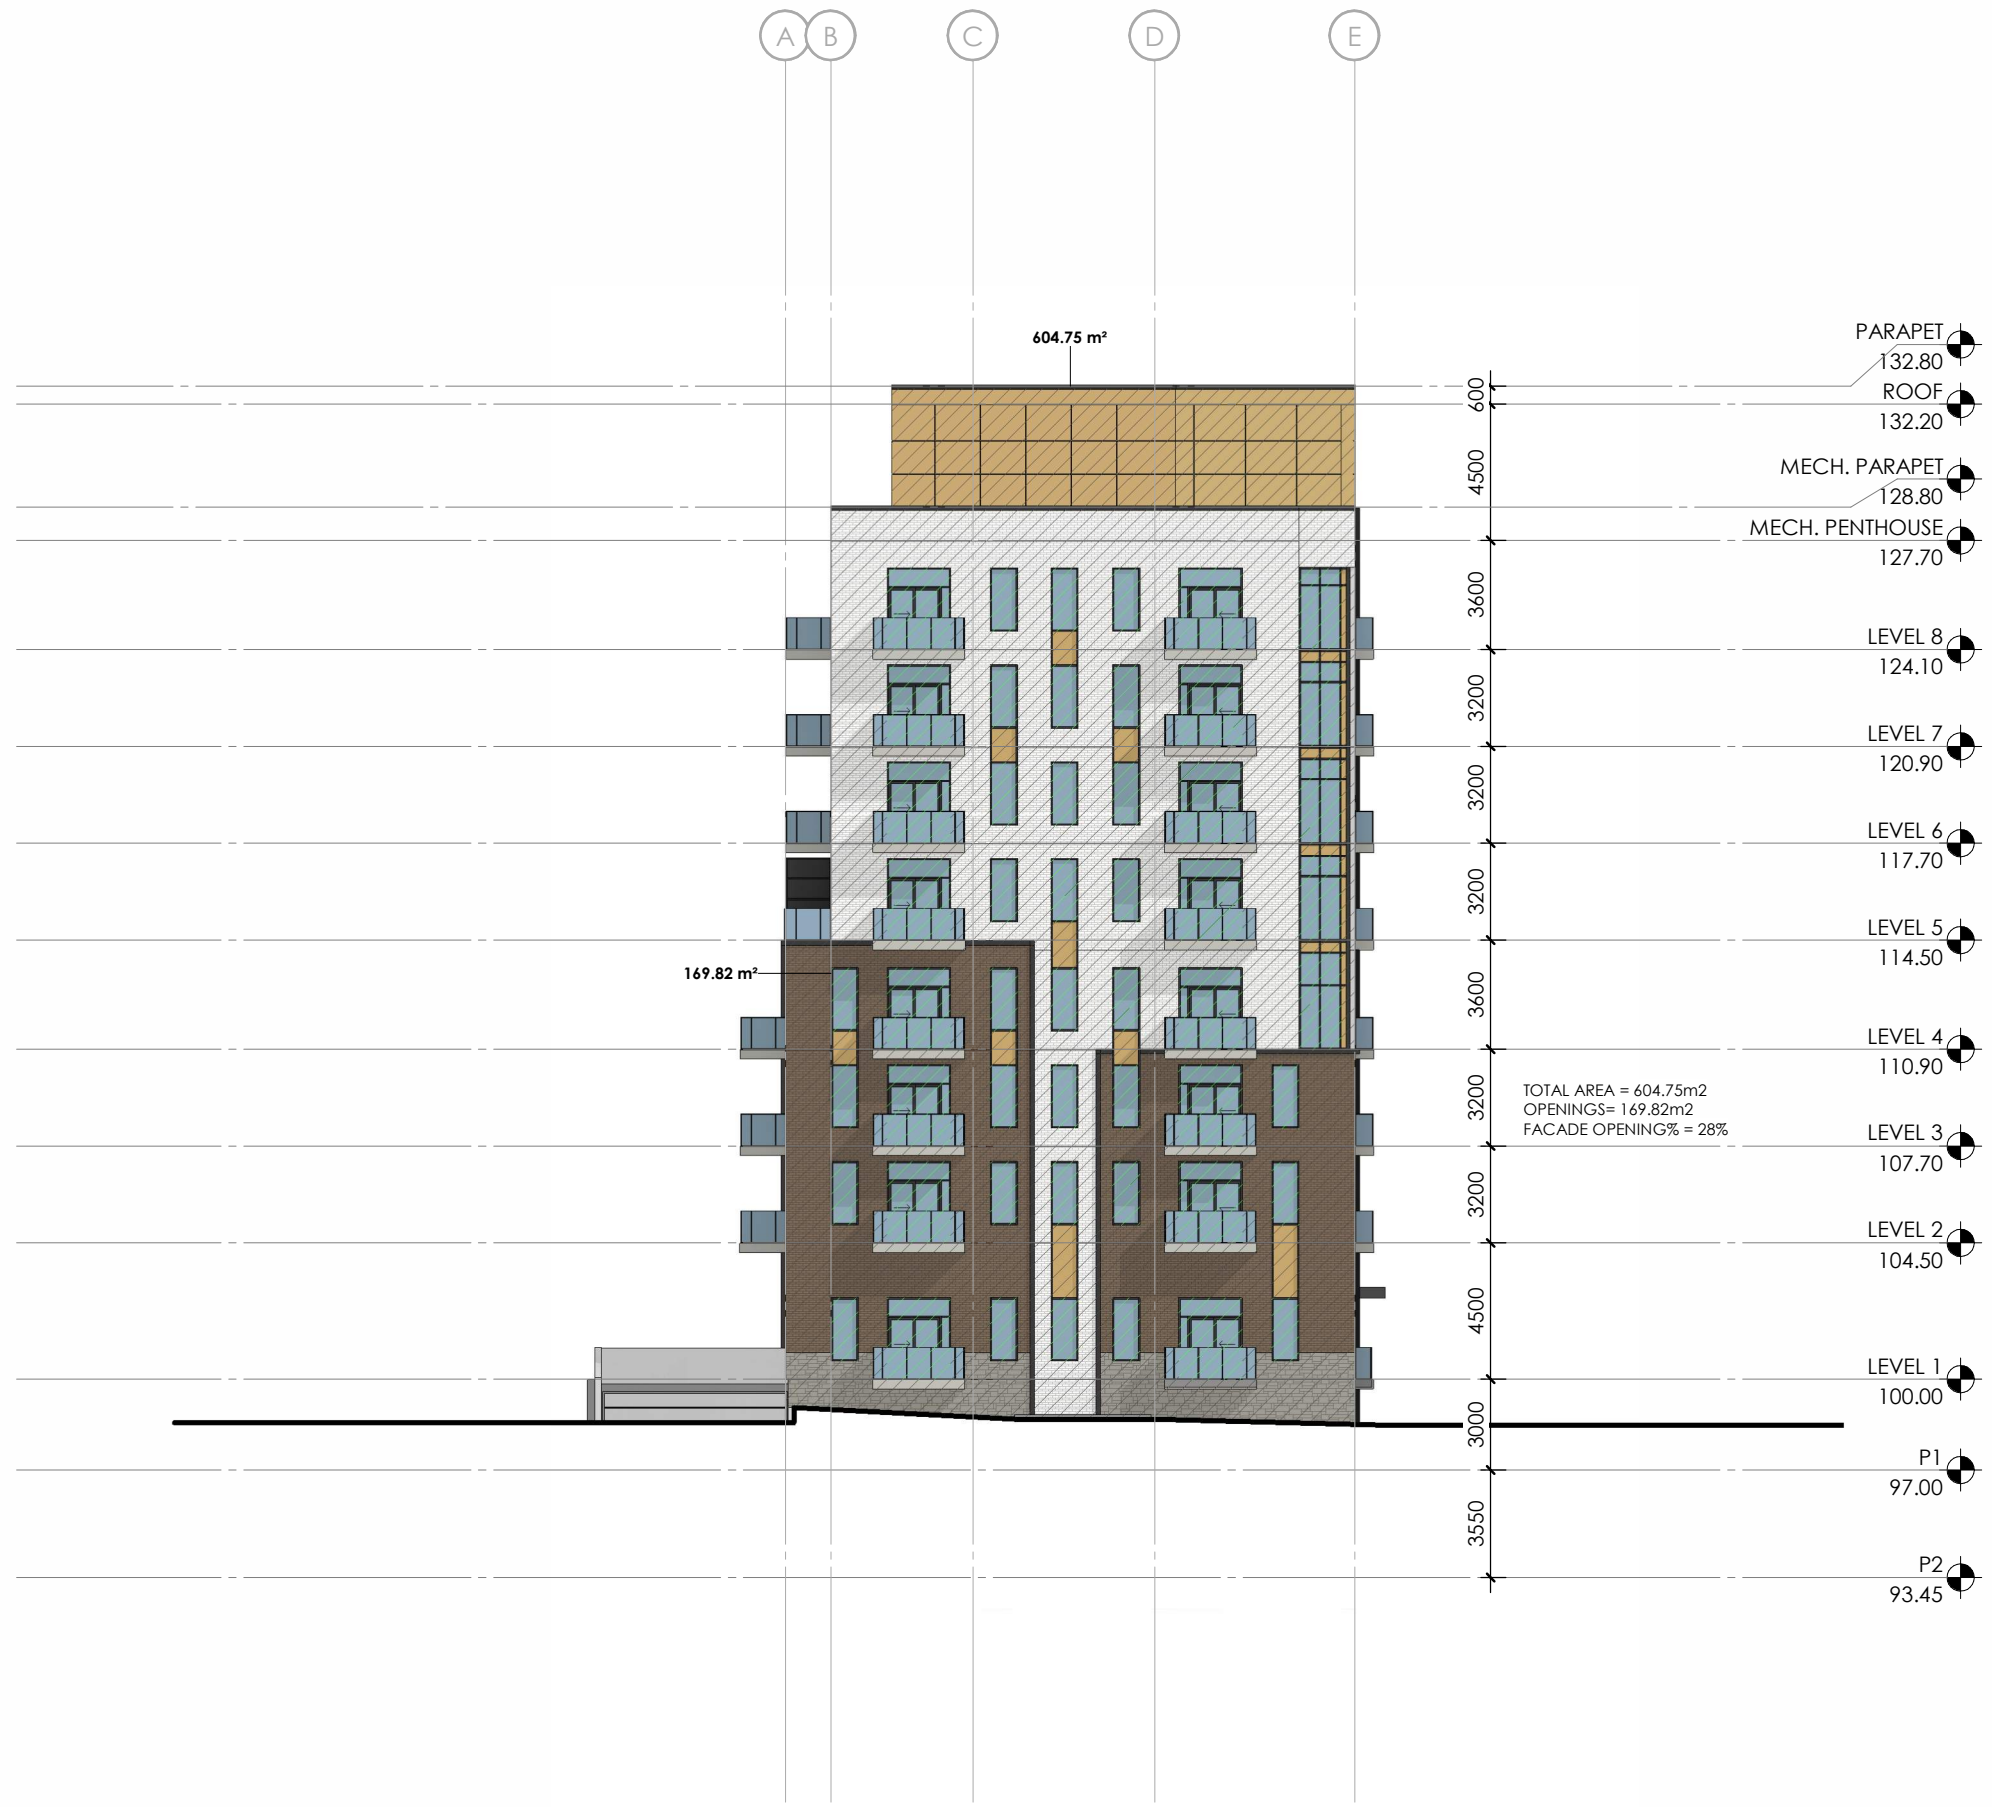 A B C D E
604.75 m²
PARAPET
132.80
ROOF
132.20
MECH. PARAPET
128.80
MECH. PENTHOUSE
127.70
LEVEL 8
124.10
LEVEL 7
120.90
LEVEL 6
117.70
LEVEL 5
114.50
LEVEL 4
110.90
LEVEL 3
107.70
LEVEL 2
104.50
LEVEL 1
100.00
P1
97.00
P2
93.45
600
4500
3600
3200
3200
3200
3600
3200
3200
4500
3000
3550
169.82 m²
TOTAL AREA = 604.75m2
OPENINGS= 169.82m2
FACADE OPENING% = 28%